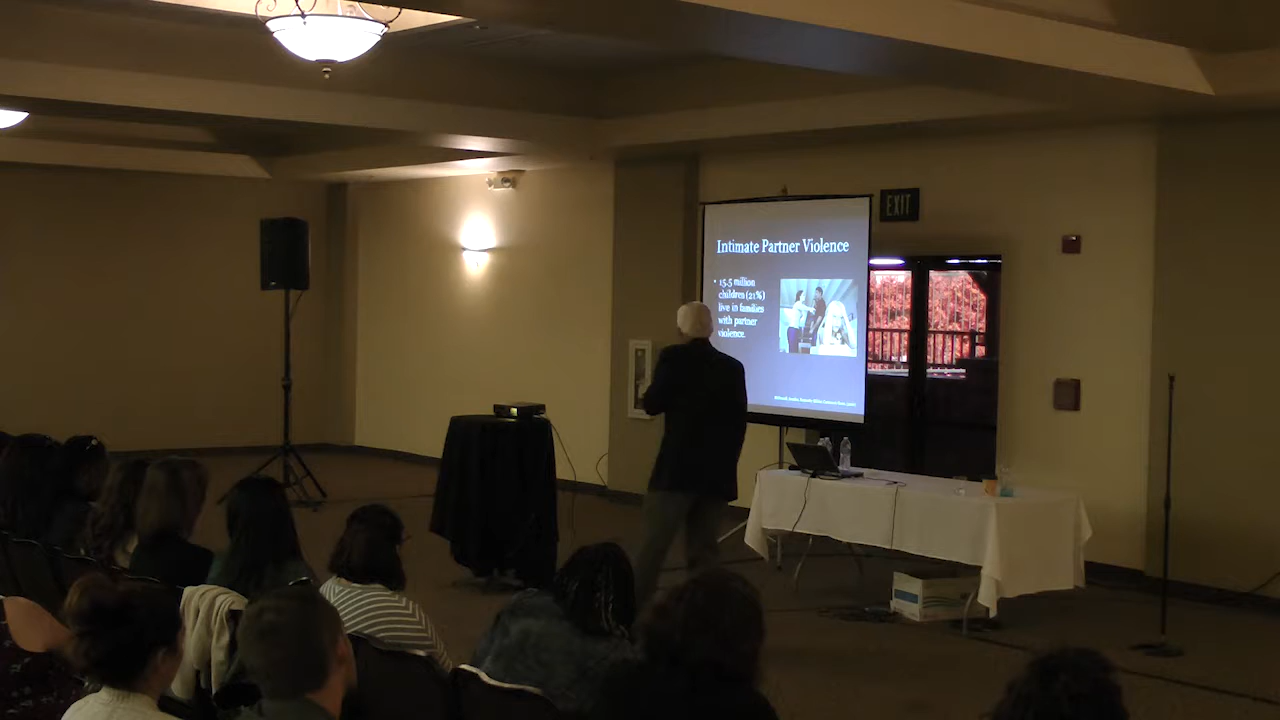 EXIT
Intimate Partner Violence
• 15.5 million
children (21%)
live in families
with partner
violence.